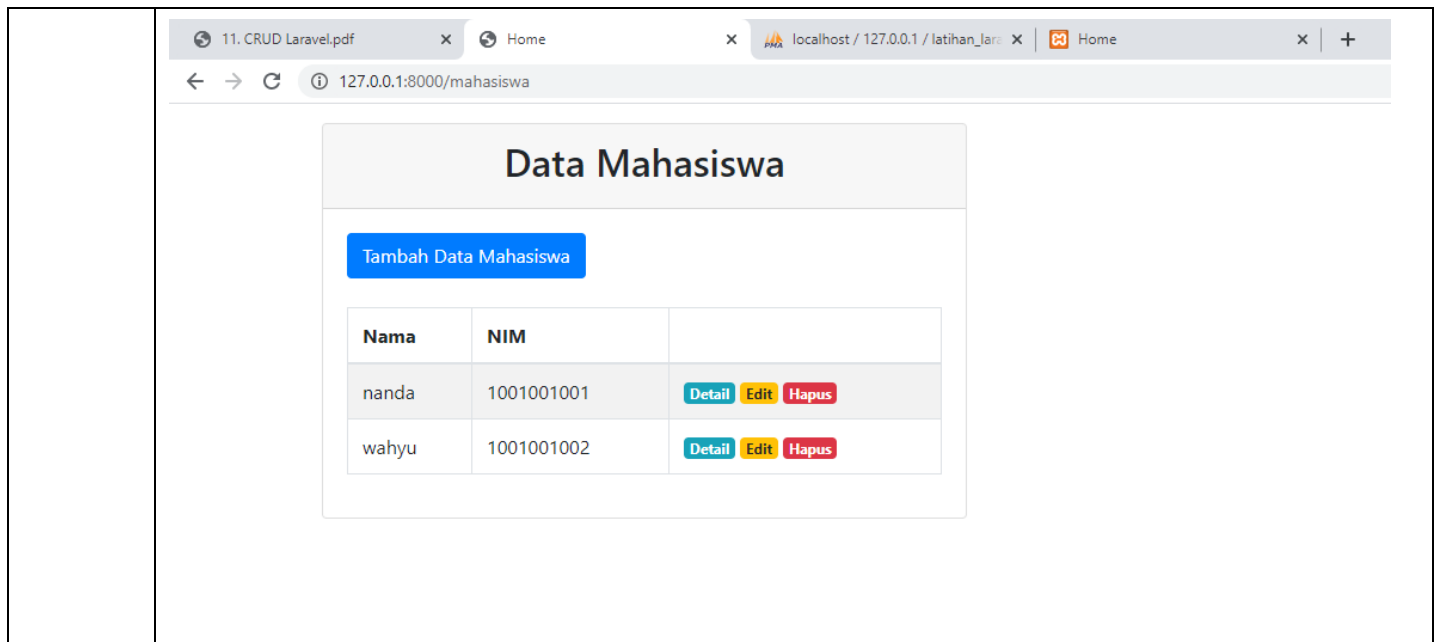 11. CRUD Laravel.pdf Home localhost / 127.0.0.1 / latihan_lara Home
127.0.0.1:8000/mahasiswa
Data Mahasiswa
Tambah Data Mahasiswa
Nama NIM
nanda 1001001001 Detail Edit Hapus
wahyu 1001001002 Detail Edit Hapus